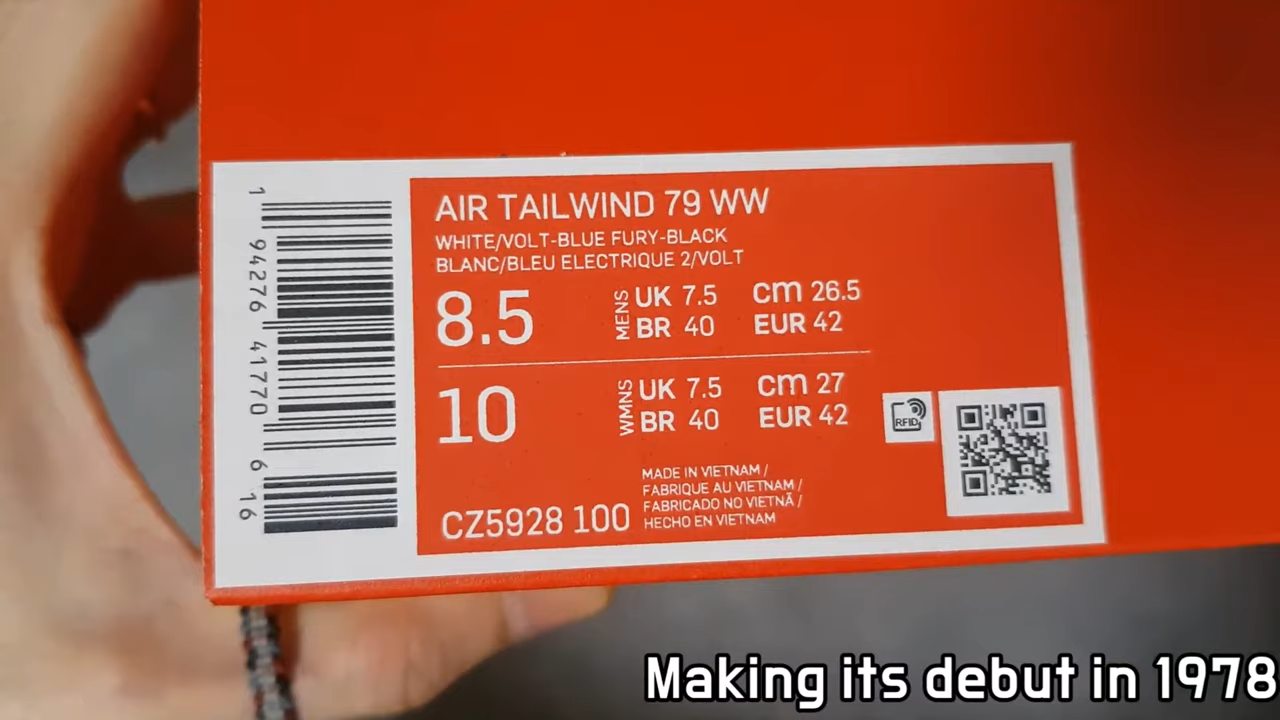 AIR TAILWIND 79 WW
WHITE/VOLT-BLUE FURY-BLACK
BLANC/BLEU ELECTRIQUE 2/VOLT
8.5
MENS
UK 7.5 cm 26.5
BR 40 EUR 42
10
WMNS
UK 7.5 cm 27
BR 40 EUR 42
RFID
MADE IN VIETNAM /
FABRIQUE AU VIETNAM /
FABRICADO NO VIETNÃ /
HECHO EN VIETNAM
CZ5928 100
1 94276 41770 6 16
Making its debut in 1978